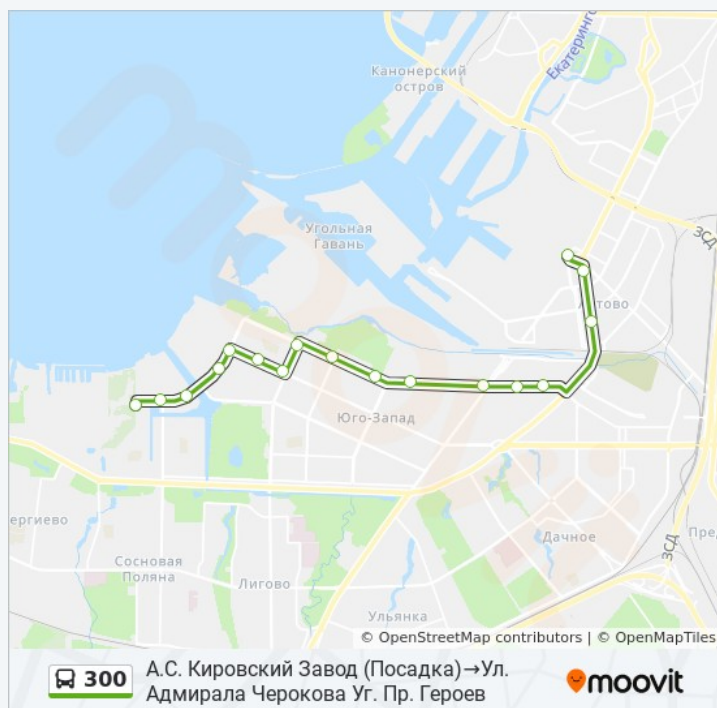 Канонерский
остров
Екатеринго
Угольная
Гавань
ЗСД
Автово
Юго-Запад
ергиево
Сосновая
Поляна
Лигово
Дачное
ЗСД
Пред
Ульянка
© OpenStreetMap contributors | © OpenMapTiles
300
А.С. Кировский Завод (Посадка)→Ул.
Адмирала Черокова Уг. Пр. Героев
moovit